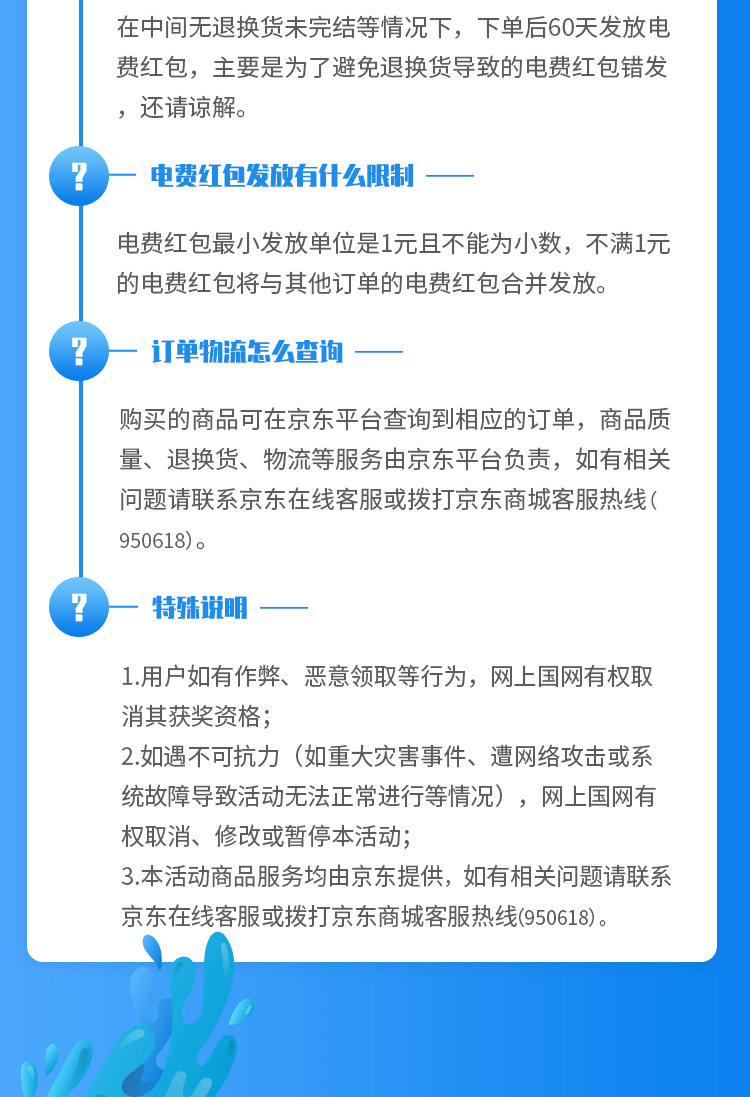 在中间无退换货未完结等情况下，下单后60天发放电
费红包，主要是为了避免退换货导致的电费红包错发
，还请谅解。
? 电费红包发放有什么限制
电费红包最小发放单位是1元且不能为小数，不满1元
的电费红包将与其他订单的电费红包合并发放。
? 订单物流怎么查询
购买的商品可在京东平台查询到相应的订单，商品质
量、退换货、物流等服务由京东平台负责，如有相关
问题请联系京东在线客服或拨打京东商城客服热线(
950618)。
? 特殊说明
1.用户如有作弊、恶意领取等行为，网上国网有权取
消其获奖资格；
2.如遇不可抗力（如重大灾害事件、遭网络攻击或系
统故障导致活动无法正常进行等情况），网上国网有
权取消、修改或暂停本活动；
3.本活动商品服务均由京东提供，如有相关问题请联系
京东在线客服或拨打京东商城客服热线(950618)。